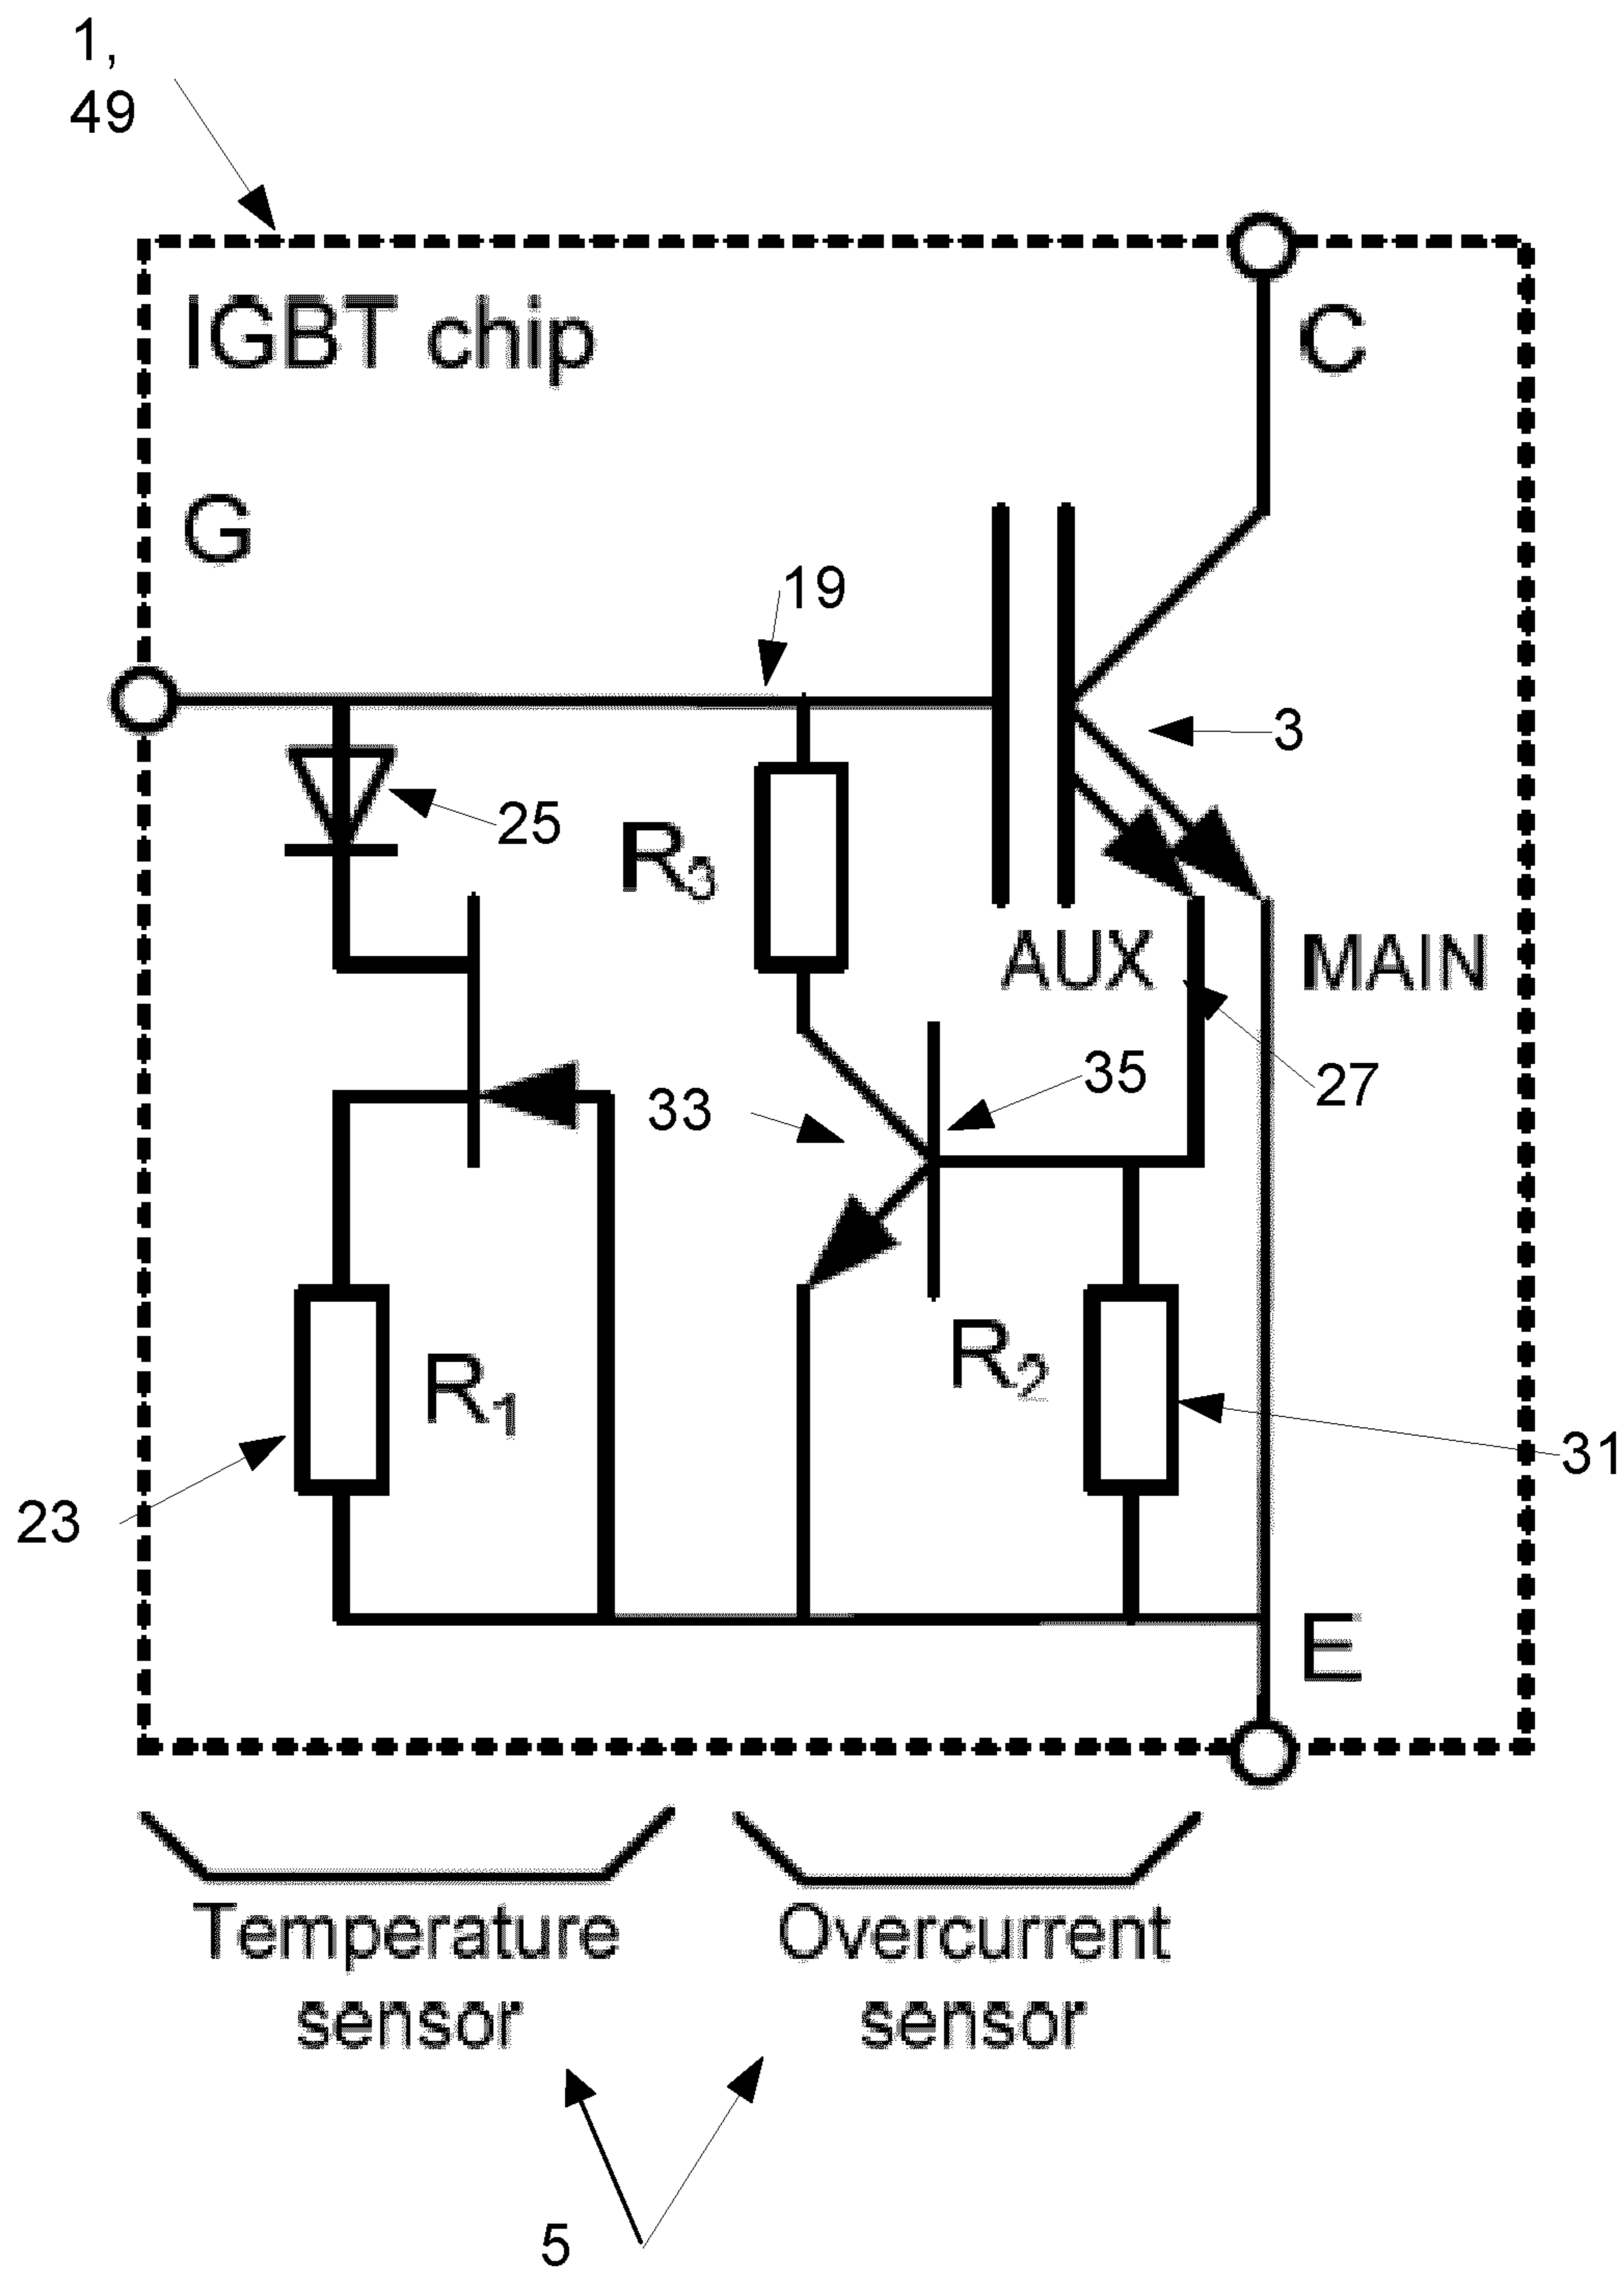 1,
49
IGBT chip
C
G
19
3
25
R3
AUX
MAIN
35
27
33
R2
R1
31
23
E
Temperature
sensor
Overcurrent
sensor
5